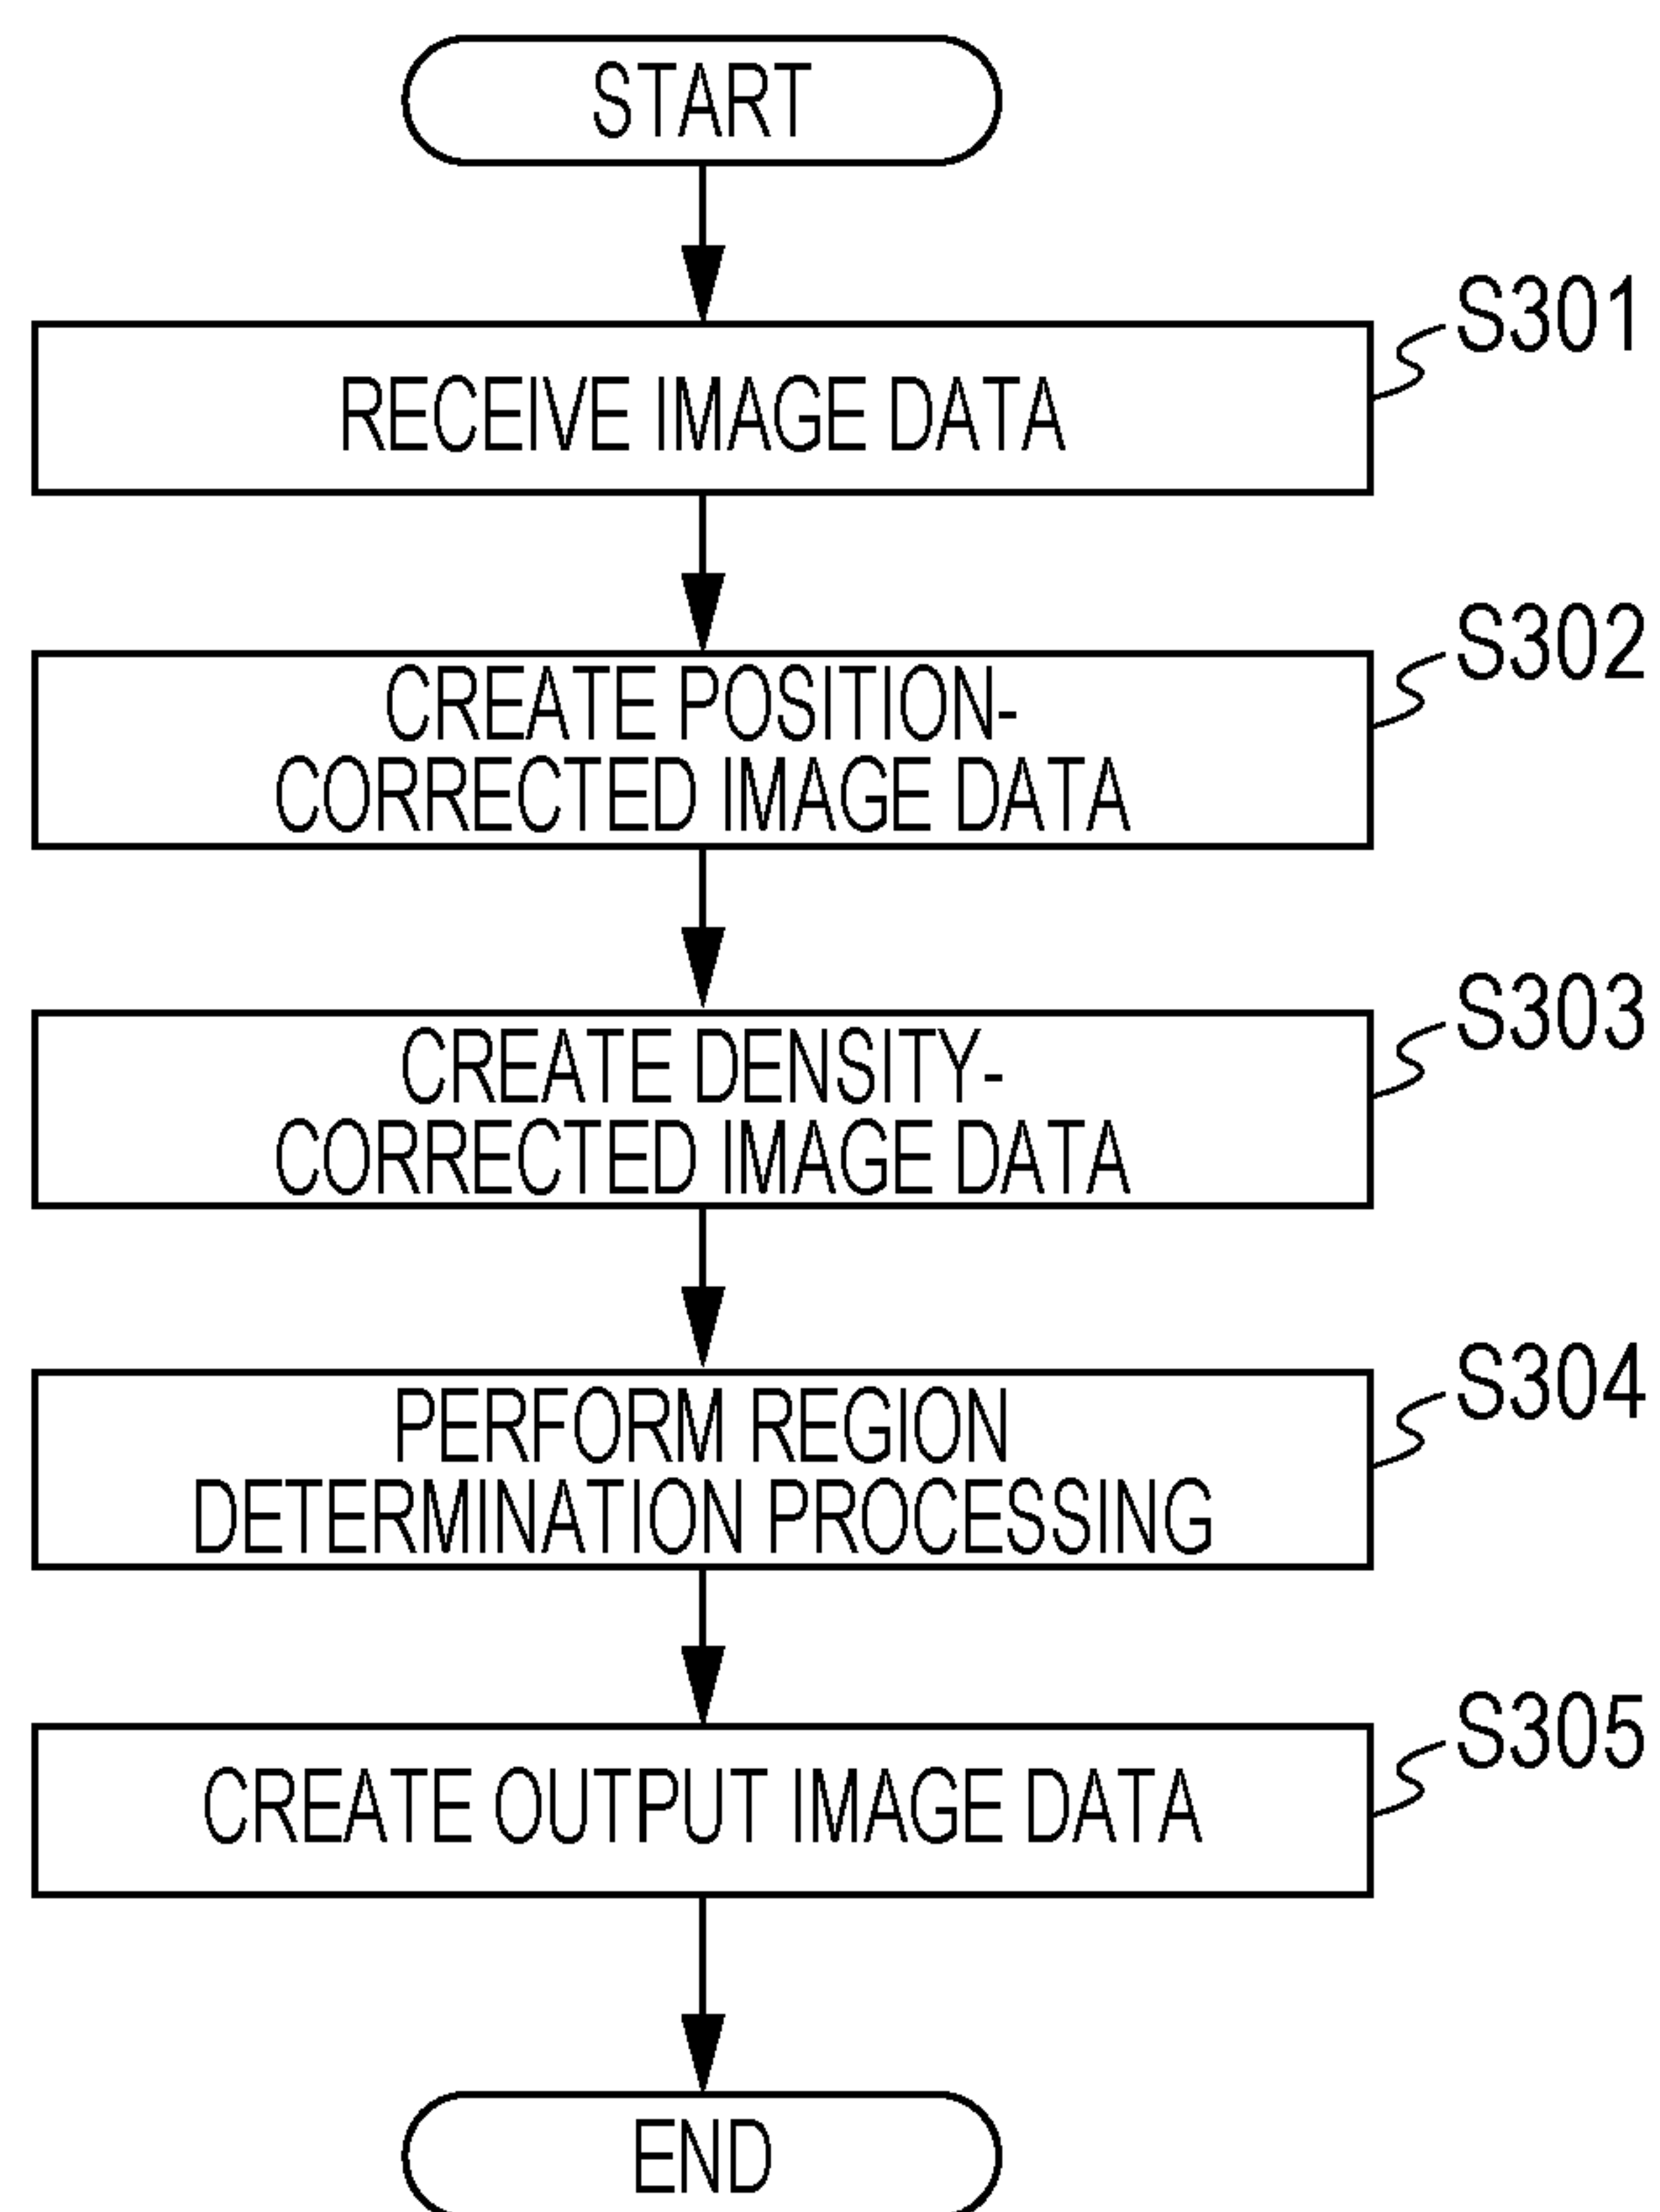 START
RECEIVE IMAGE DATA
S301
CREATE POSITION-
CORRECTED IMAGE DATA
S302
CREATE DENSITY-
CORRECTED IMAGE DATA
S303
PERFORM REGION
DETERMINATION PROCESSING
S304
CREATE OUTPUT IMAGE DATA
S305
END